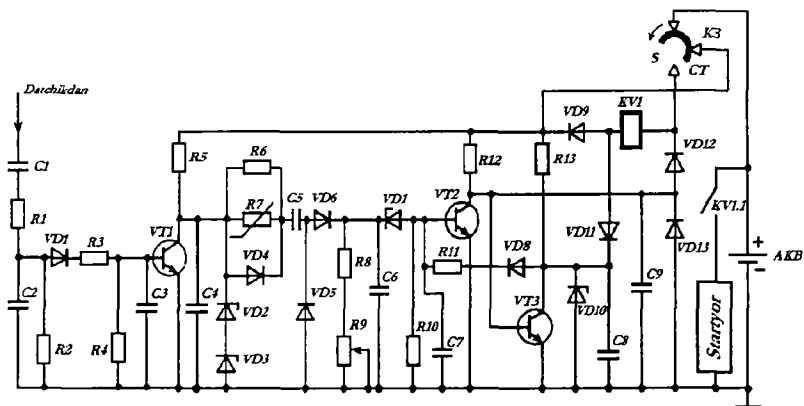 K3
S
CT
Datchikdan
VD9
KV1
C1
R5
R6
R12
R13
VD12
R7
C5
VD6
VD1
VT2
KV1.1
R1
VT1
VD11
VD1
R3
VD4
R8
R11
VD8
VD13
C6
C9
AKB
C2
C3
C4
VD2
VD5
VT3
VD10
Startyor
R2
R4
VD3
R9
R10
C7
C8